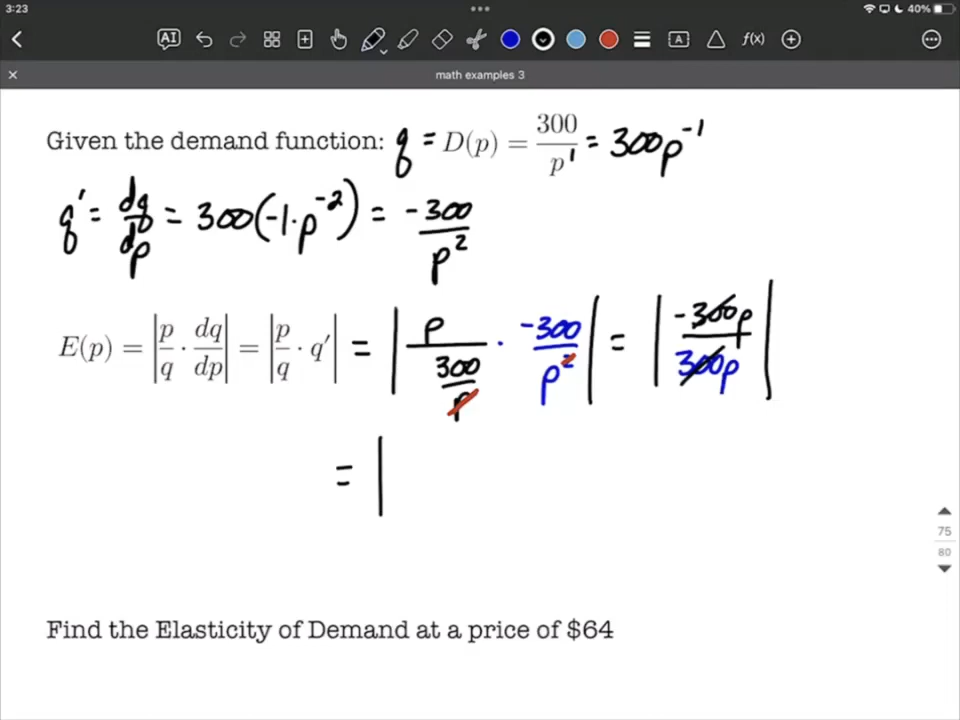 3:23 40%
AI A f(x)
× math examples 3
Given the demand function: q = D(p) = 300/p¹ = 300p⁻¹
q' = dq/dp = 300(-1·p⁻²) = -300/p²
E(p) = |p/q · dq/dp| = |p/q · q'| = |p/(300/p) · -300/p²| = |-300p/300p|
= |
75
80
Find the Elasticity of Demand at a price of $64